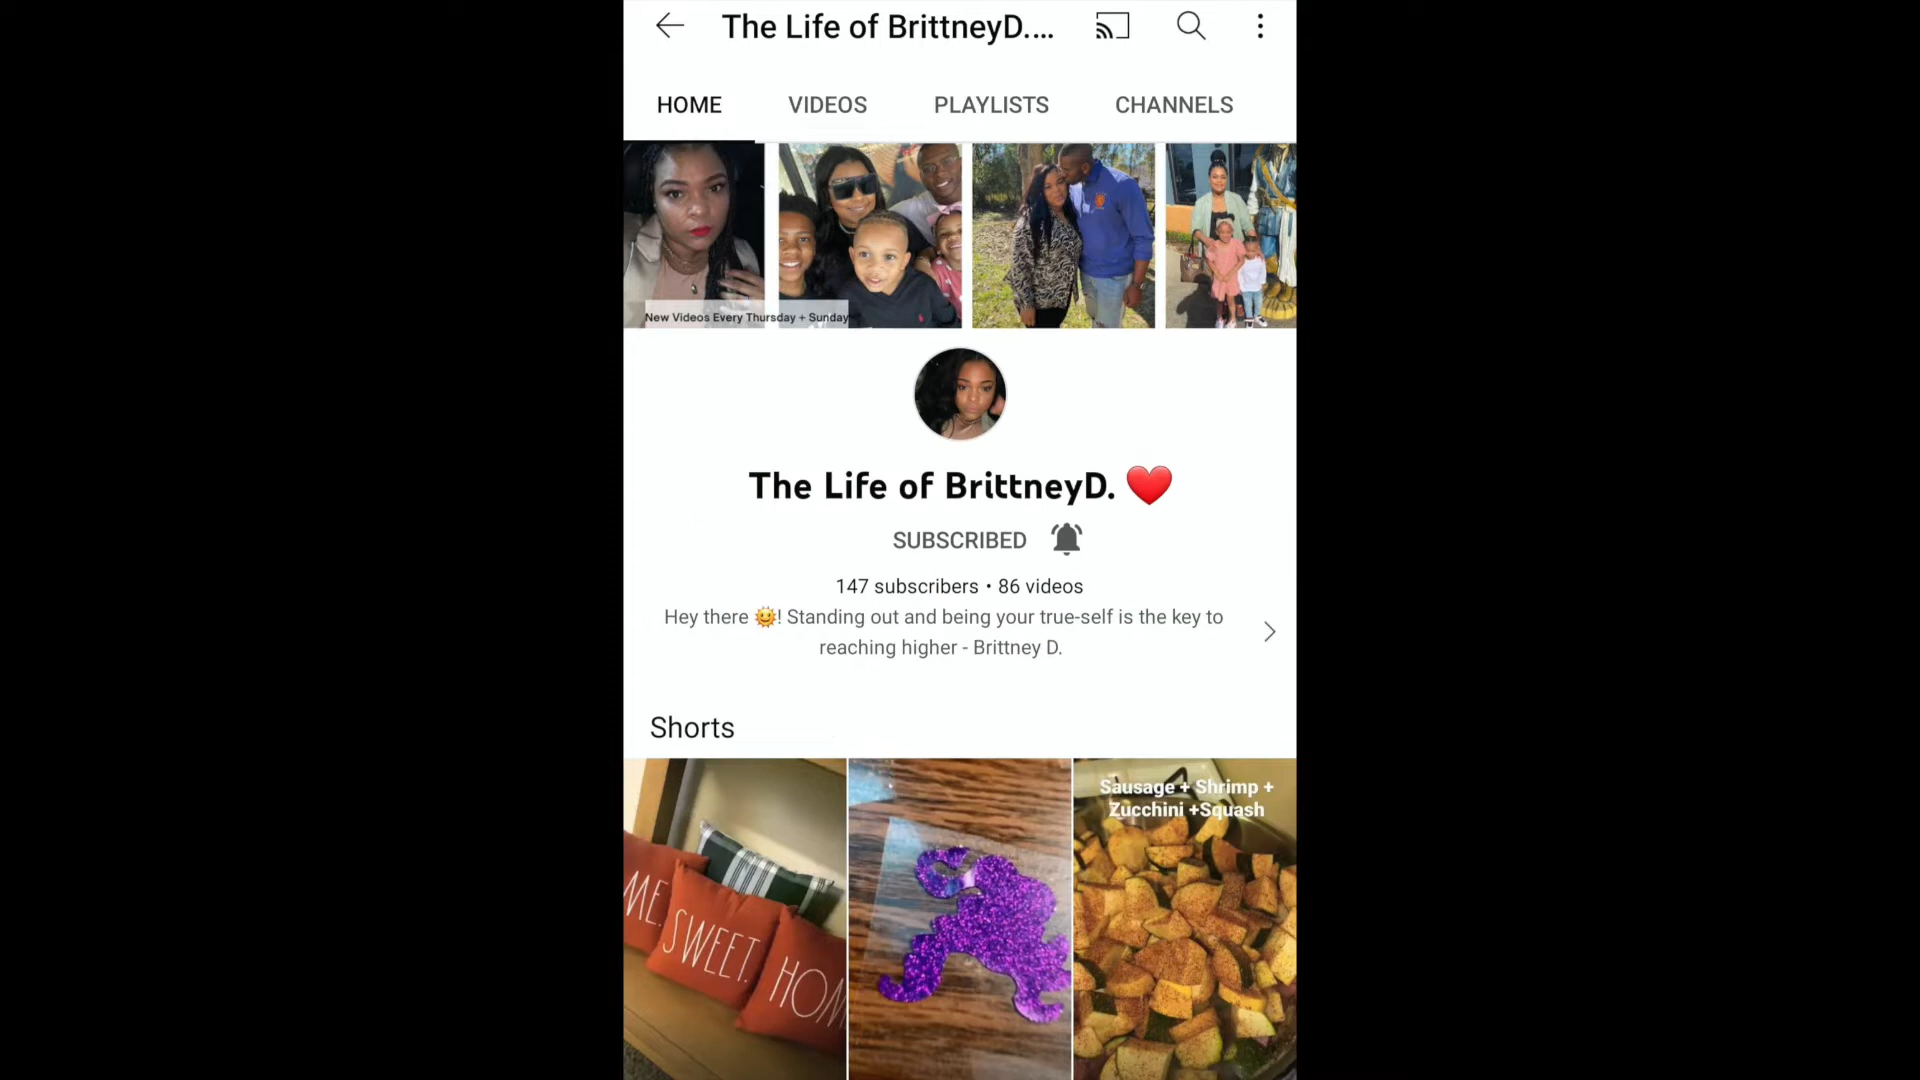 The Life of BrittneyD....
HOME VIDEOS PLAYLISTS CHANNELS
New Videos Every Thursday + Sunday
The Life of BrittneyD. ❤️
SUBSCRIBED
147 subscribers • 86 videos
Hey there 🌞! Standing out and being your true-self is the key to
reaching higher - Brittney D.
Shorts
Sausage + Shrimp +
Zucchini +Squash
ME.
SWEET.
HOM